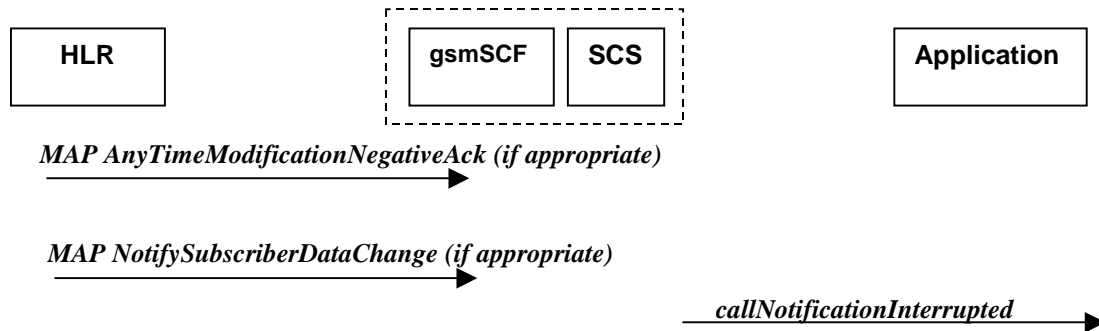 HLR
gsmSCF
SCS
Application
MAP AnyTimeModificationNegativeAck (if appropriate)
MAP NotifySubscriberDataChange (if appropriate)
callNotificationInterrupted